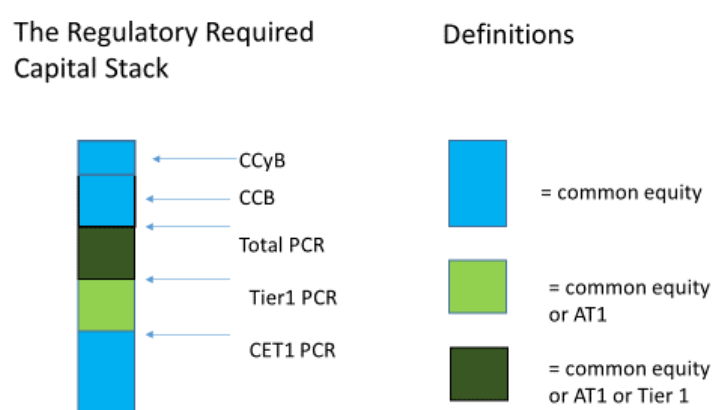 The Regulatory Required
Capital Stack
Definitions
CCyB
CCB
Total PCR
Tier1 PCR
CET1 PCR
= common equity
= common equity
or AT1
= common equity
or AT1 or Tier 1